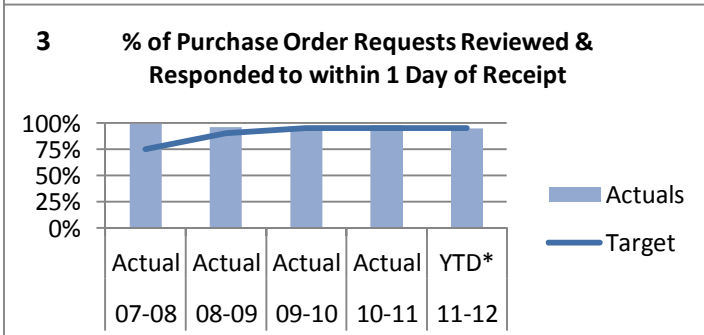 3 % of Purchase Order Requests Reviewed &
Responded to within 1 Day of Receipt
100%
75%
50%
25%
0%
Actual Actual Actual Actual YTD*
07-08 08-09 09-10 10-11 11-12
Actuals
Target